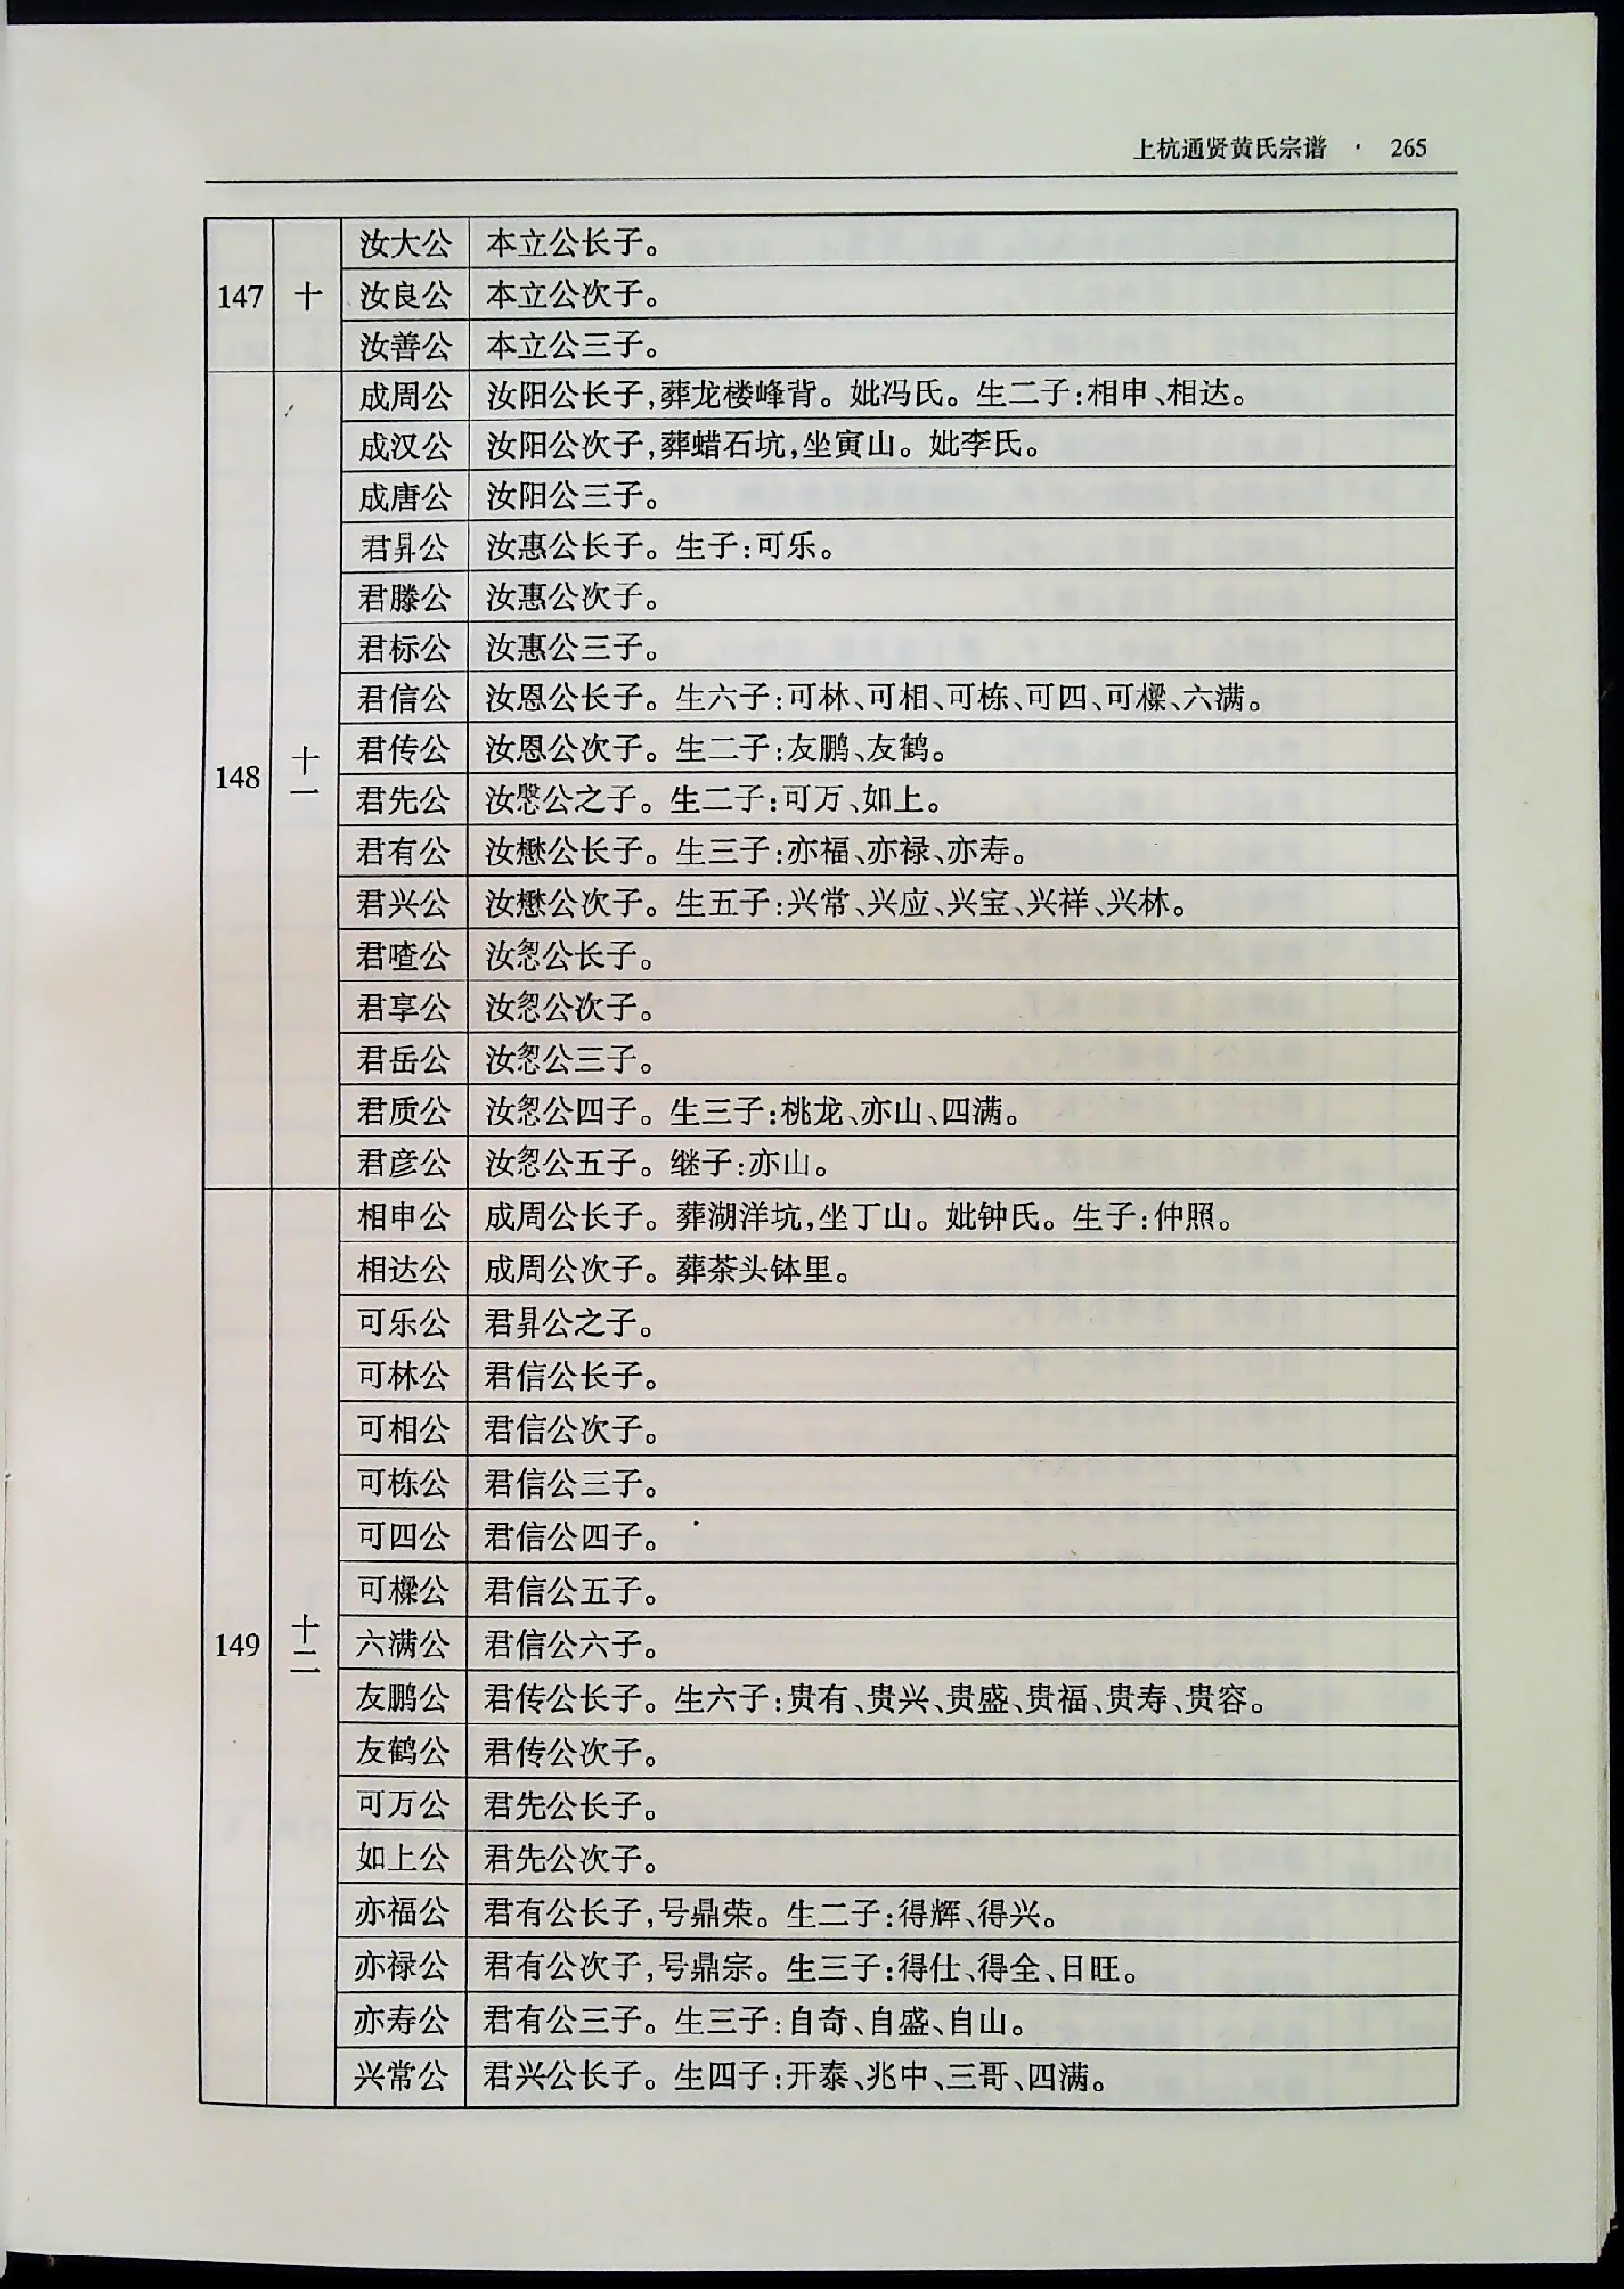 上杭通贤黄氏宗谱 · 265
147 十 汝大公 本立公长子。
汝良公 本立公次子。
汝善公 本立公三子。
148 十一 成周公 汝阳公长子,葬龙楼峰背。妣冯氏。生二子:相申、相达。
成汉公 汝阳公次子,葬蜡石坑,坐寅山。妣李氏。
成唐公 汝阳公三子。
君昇公 汝惠公长子。生子:可乐。
君滕公 汝惠公次子。
君标公 汝惠公三子。
君信公 汝恩公长子。生六子:可林、可相、可栋、可四、可樑、六满。
君传公 汝恩公次子。生二子:友鹏、友鹤。
君先公 汝慇公之子。生二子:可万、如上。
君有公 汝懋公长子。生三子:亦福、亦禄、亦寿。
君兴公 汝懋公次子。生五子:兴常、兴应、兴宝、兴祥、兴林。
君喳公 汝怱公长子。
君享公 汝怱公次子。
君岳公 汝怱公三子。
君质公 汝怱公四子。生三子:桃龙、亦山、四满。
君彦公 汝怱公五子。继子:亦山。
149 十二 相申公 成周公长子。葬湖洋坑,坐丁山。妣钟氏。生子:仲照。
相达公 成周公次子。葬茶头钵里。
可乐公 君昇公之子。
可林公 君信公长子。
可相公 君信公次子。
可栋公 君信公三子。
可四公 君信公四子。
可樑公 君信公五子。
六满公 君信公六子。
友鹏公 君传公长子。生六子:贵有、贵兴、贵盛、贵福、贵寿、贵容。
友鹤公 君传公次子。
可万公 君先公长子。
如上公 君先公次子。
亦福公 君有公长子,号鼎荣。生二子:得辉、得兴。
亦禄公 君有公次子,号鼎宗。生三子:得仕、得全、日旺。
亦寿公 君有公三子。生三子:自奇、自盛、自山。
兴常公 君兴公长子。生四子:开泰、兆中、三哥、四满。